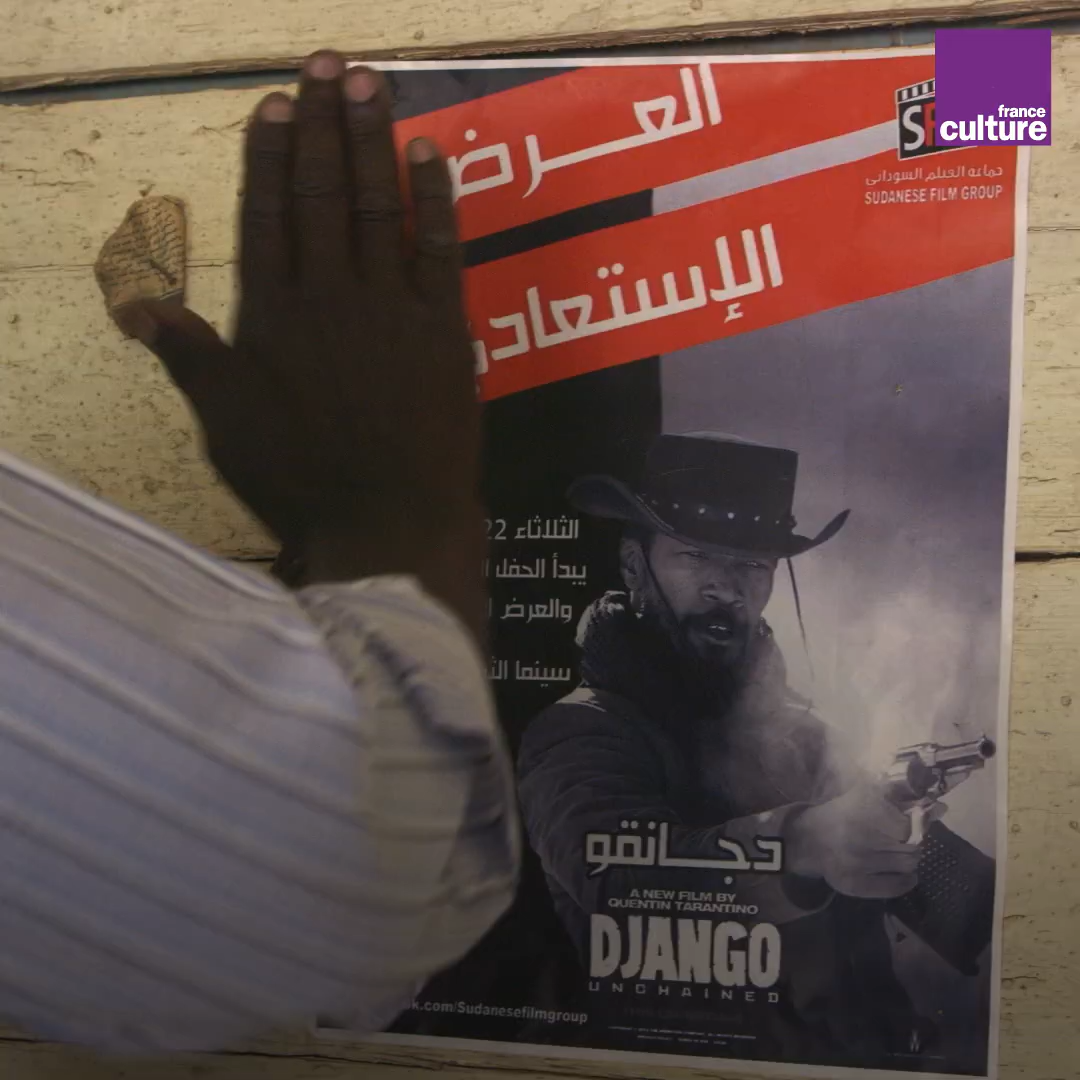 france
culture
العرض
جماعة الفيلم السوداني
SUDANESE FILM GROUP
الإستعادي
الثلاثاء 22
يبدأ الحفل
والعرض
سينما
دجانقو
A NEW FILM BY
QUENTIN TARANTINO
DJANGO
UNCHAINED
k.com/Sudanesefilmgroup